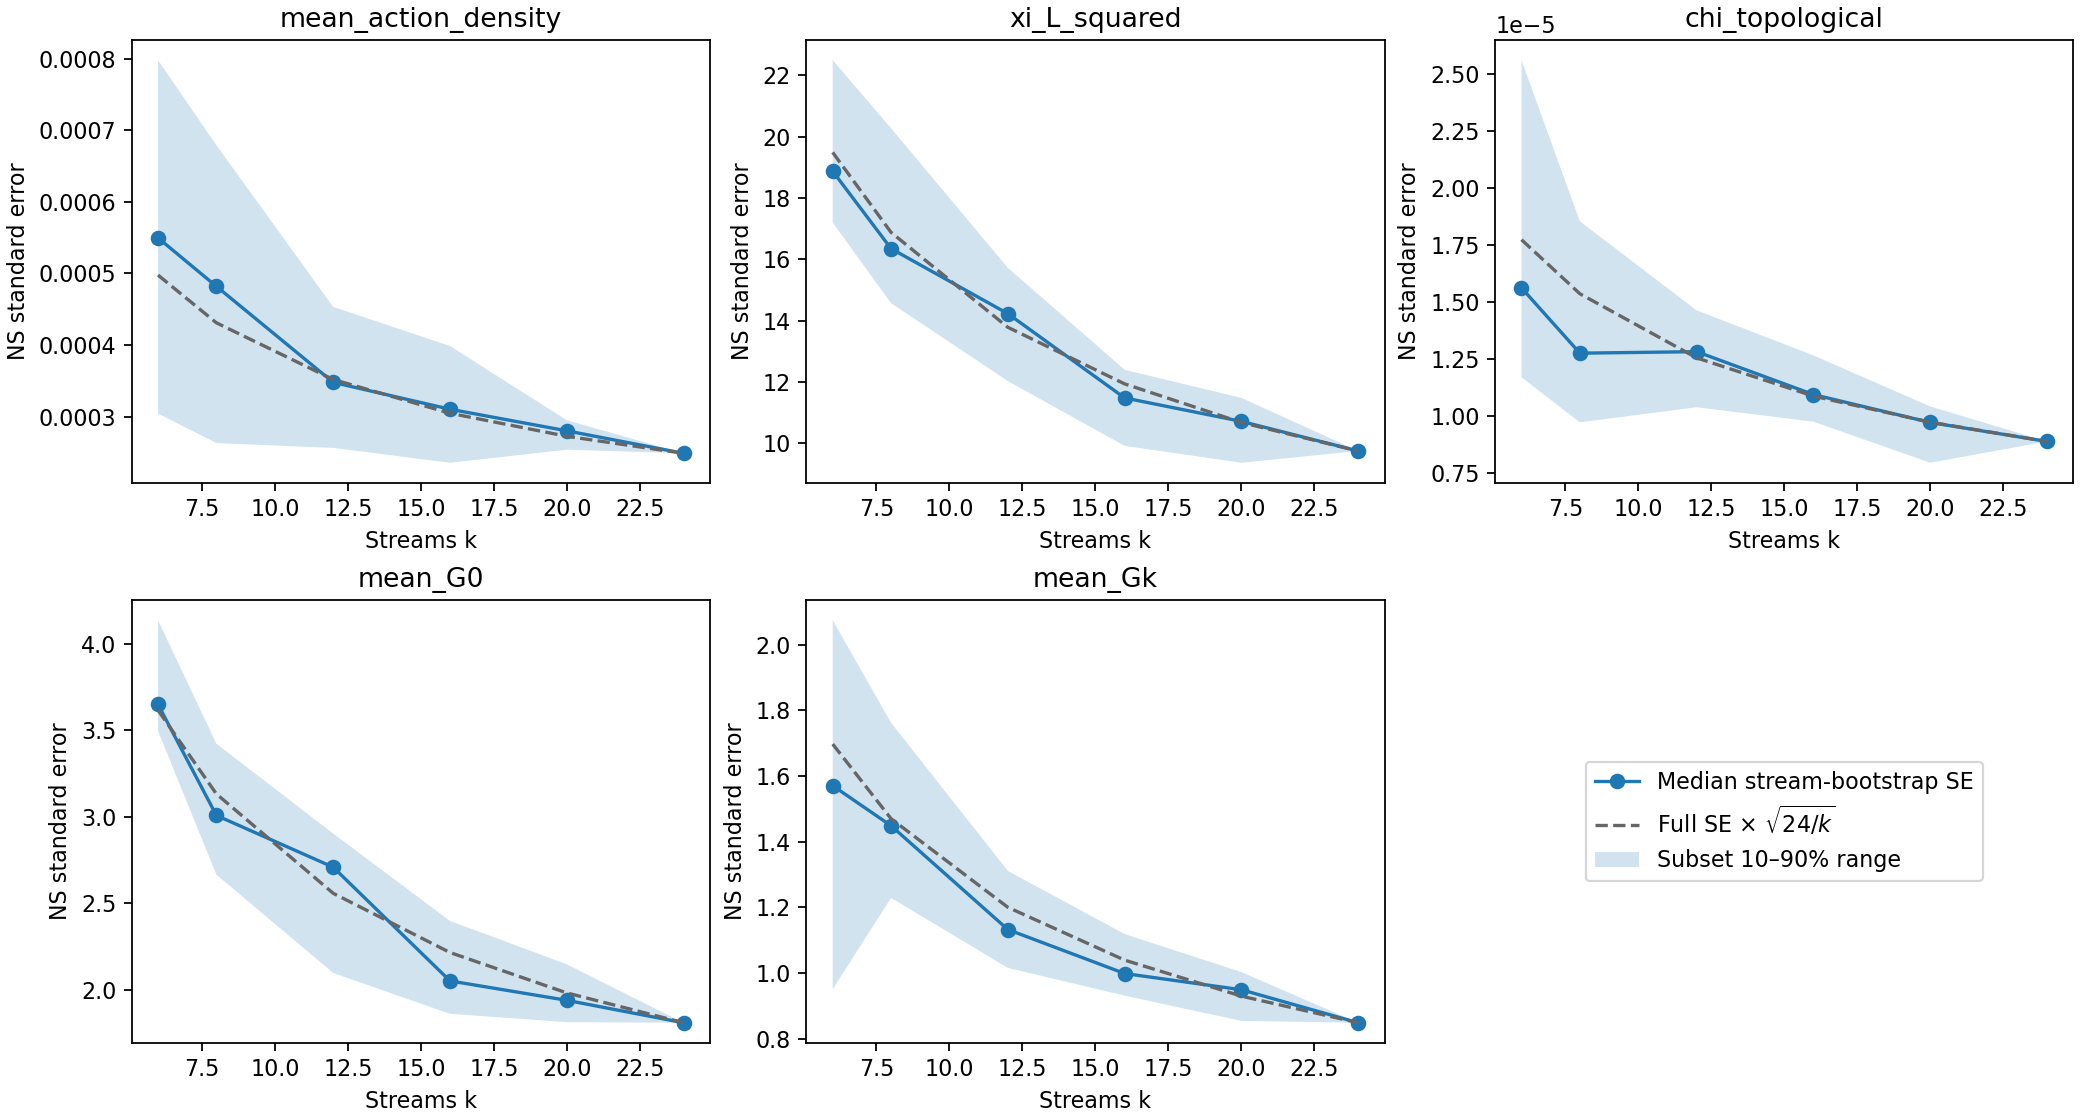 mean_action_density
0.0008
0.0007
0.0006
0.0005
0.0004
0.0003
NS standard error
7.5 10.0 12.5 15.0 17.5 20.0 22.5
Streams k
xi_L_squared
22
20
18
16
14
12
10
NS standard error
7.5 10.0 12.5 15.0 17.5 20.0 22.5
Streams k
chi_topological
1e−5
2.50
2.25
2.00
1.75
1.50
1.25
1.00
0.75
NS standard error
7.5 10.0 12.5 15.0 17.5 20.0 22.5
Streams k
mean_G0
4.0
3.5
3.0
2.5
2.0
NS standard error
7.5 10.0 12.5 15.0 17.5 20.0 22.5
Streams k
mean_Gk
2.0
1.8
1.6
1.4
1.2
1.0
0.8
NS standard error
7.5 10.0 12.5 15.0 17.5 20.0 22.5
Streams k
Median stream-bootstrap SE
Full SE × √24/k
Subset 10–90% range